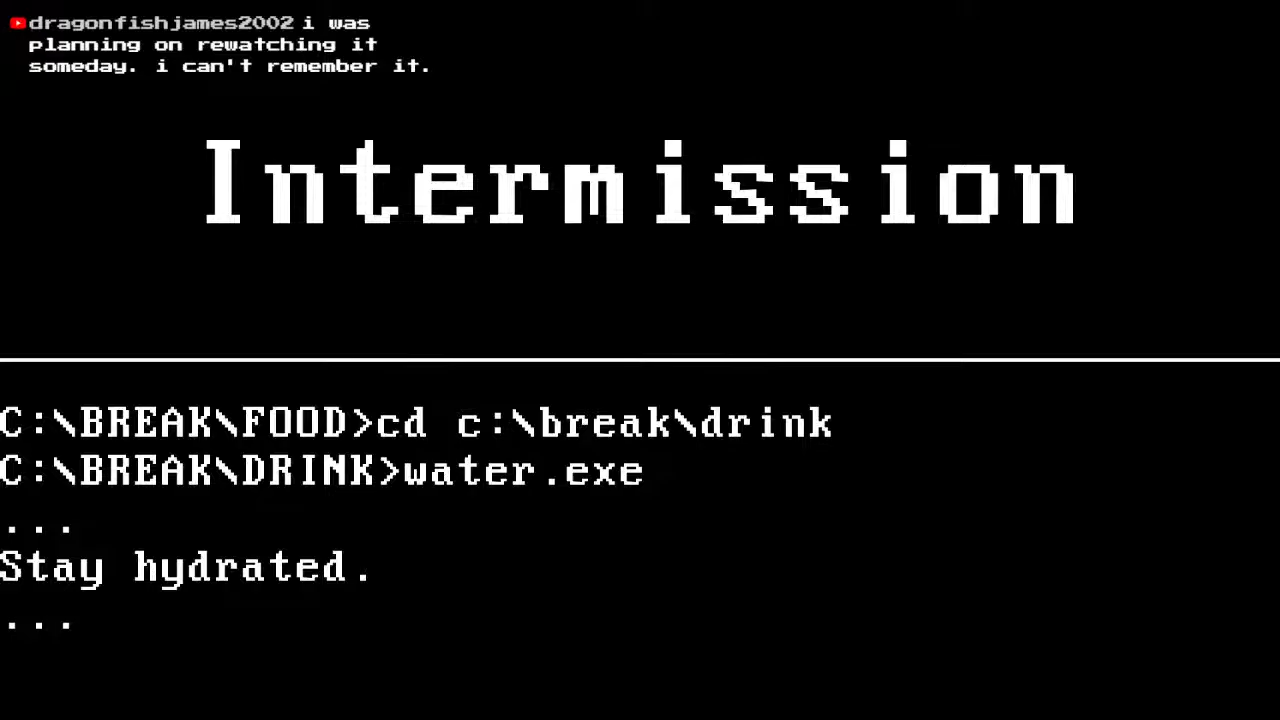 dragonfishjames2002 i was
planning on rewatching it
someday. i can't remember it.
Intermission
C:\BREAK\FOOD>cd c:\break\drink
C:\BREAK\DRINK>water.exe
...
Stay hydrated.
...